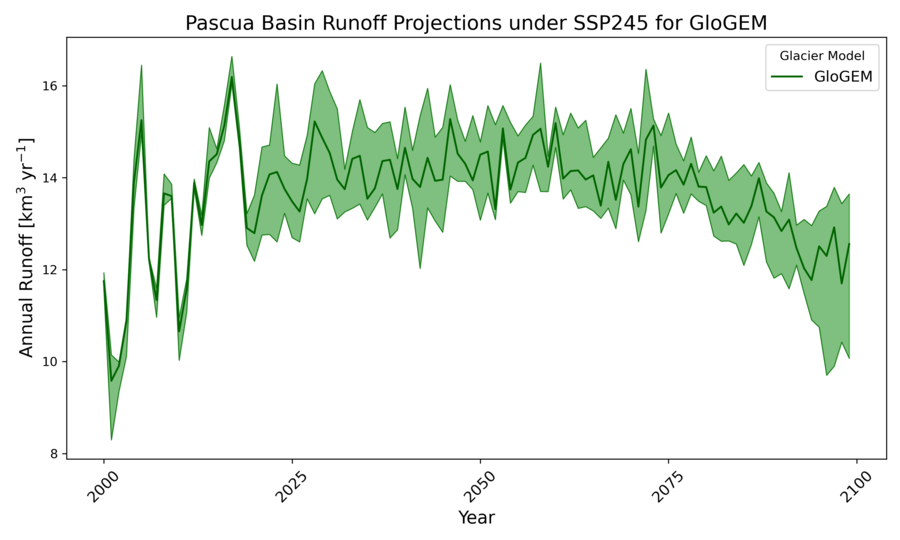 Pascua Basin Runoff Projections under SSP245 for GloGEM
Glacier Model
GloGEM
Annual Runoff [km³ yr⁻¹]
16
14
12
10
8
2000
2025
2050
2075
2100
Year